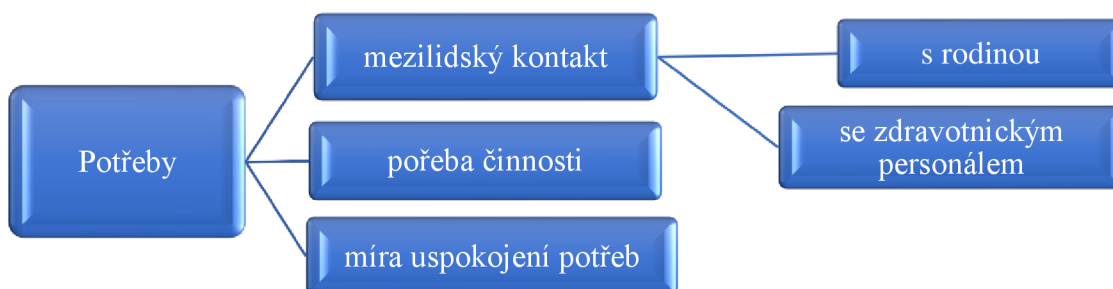 Potřeby
mezilidský kontakt
s rodinou
se zdravotnickým
personálem
pořeba činnosti
míra uspokojení potřeb